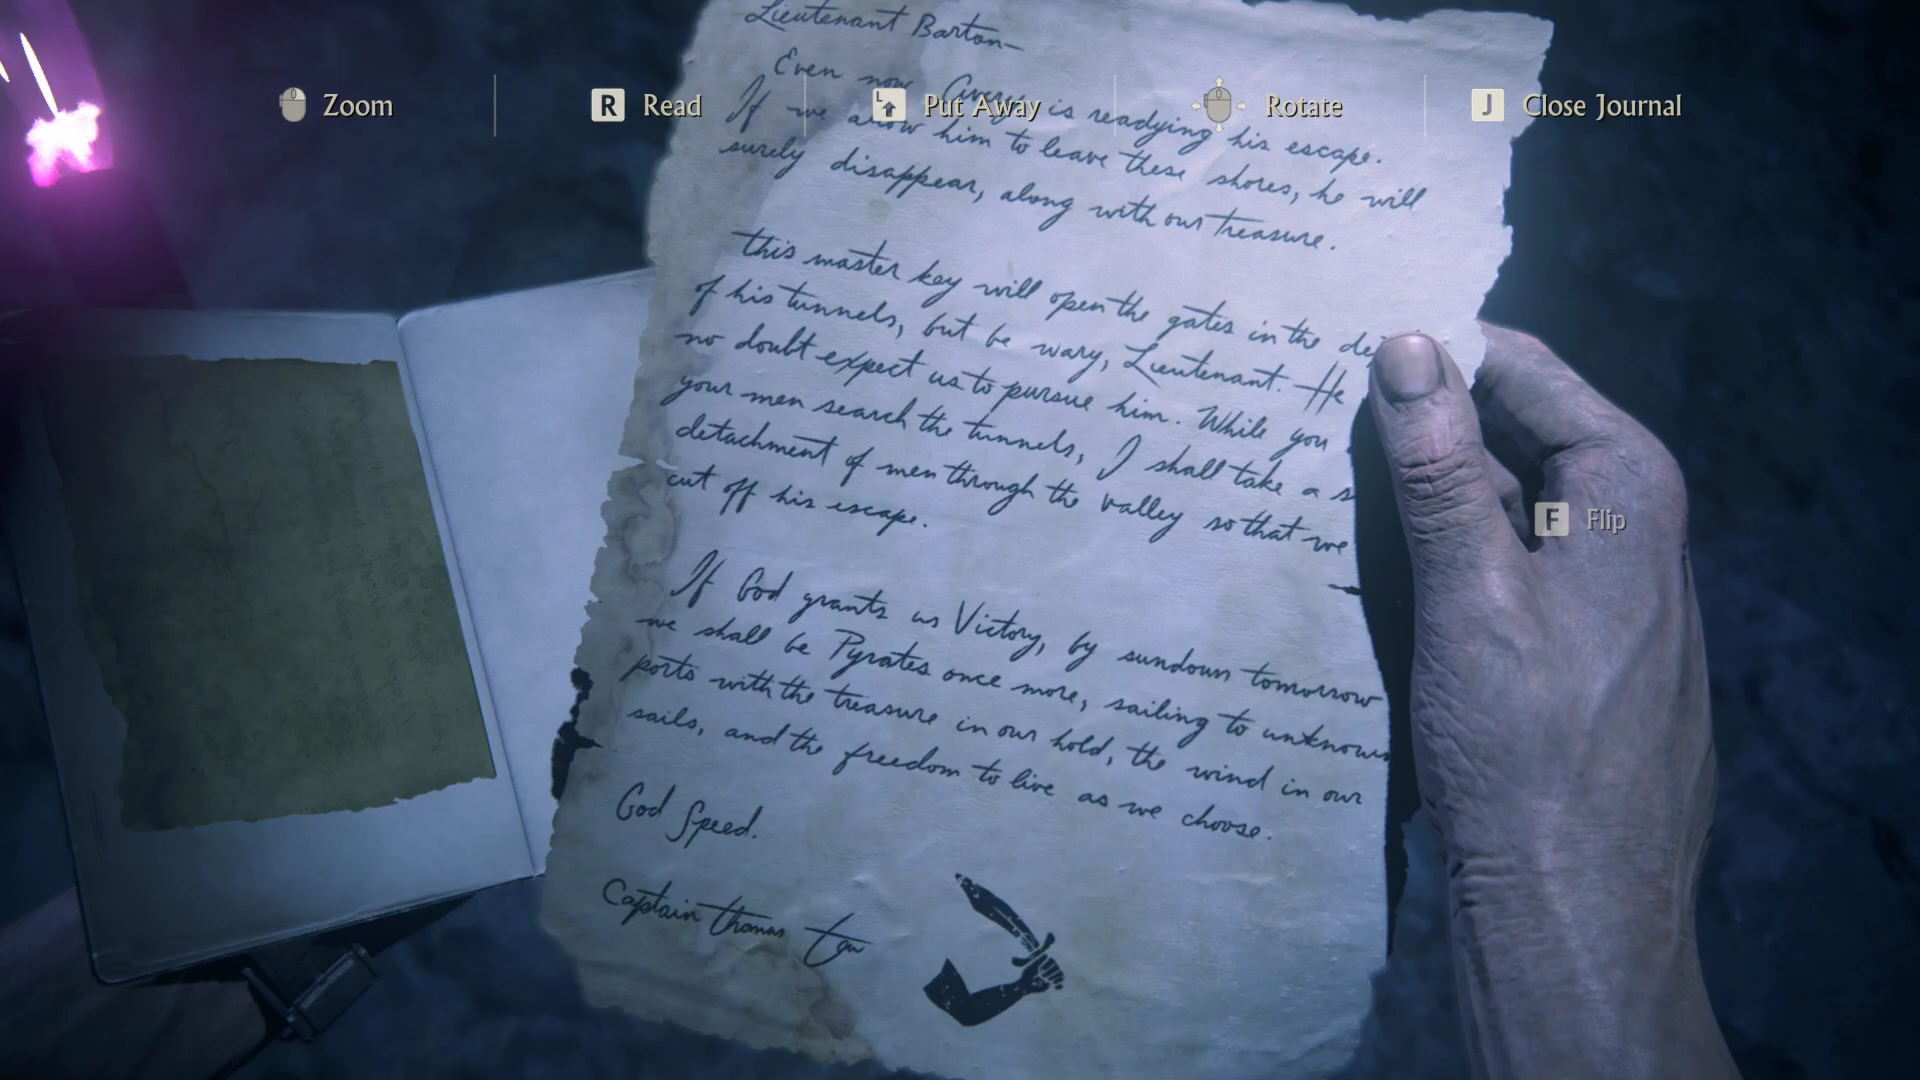 Zoom
R Read
L Put Away
Rotate
J Close Journal
Lieutenant Barton—
Even now Avery is readying his escape.
If we allow him to leave these shores, he will
surely disappear, along with our treasure.
this master key will open the gates in the
of his tunnels, but be wary, Lieutenant. He
no doubt expect us to pursue him. While you
your men search the tunnels, I shall take a
detachment of men through the valley so that we
cut off his escape.
If God grants us Victory, by sundown tomorrow
we shall be Pyrates once more, sailing to unknown
ports with the treasure in our hold, the wind in our
sails, and the freedom to live as we choose.
God Speed.
Captain Thomas Tew
F Flip